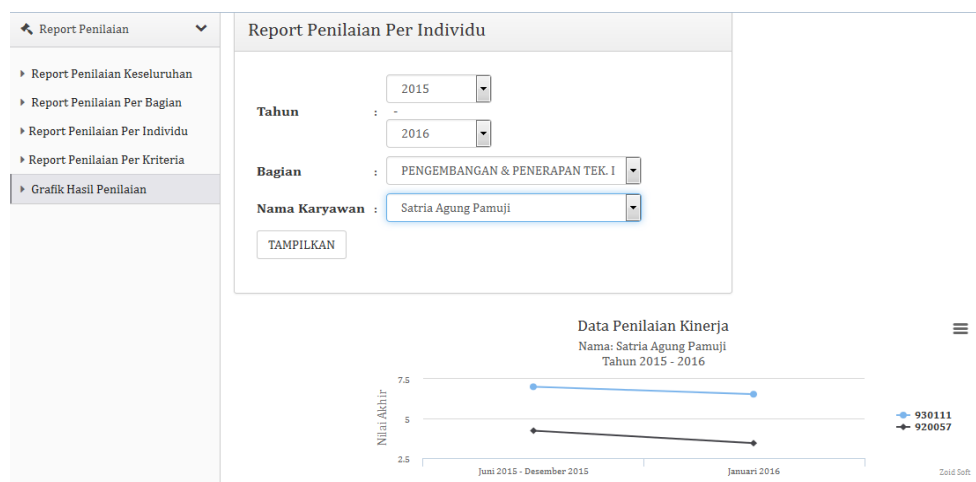 Report Penilaian
Report Penilaian Keseluruhan
Report Penilaian Per Bagian
Report Penilaian Per Individu
Report Penilaian Per Kriteria
Grafik Hasil Penilaian
Report Penilaian Per Individu
2015
Tahun : -
2016
Bagian : PENGEMBANGAN & PENERAPAN TEK. I
Nama Karyawan : Satria Agung Pamuji
TAMPILKAN
Data Penilaian Kinerja
Nama: Satria Agung Pamuji
Tahun 2015 - 2016
Nilai Akhir
7.5
5
2.5
Juni 2015 - Desember 2015 Januari 2016
930111
920057
Zoid Soft